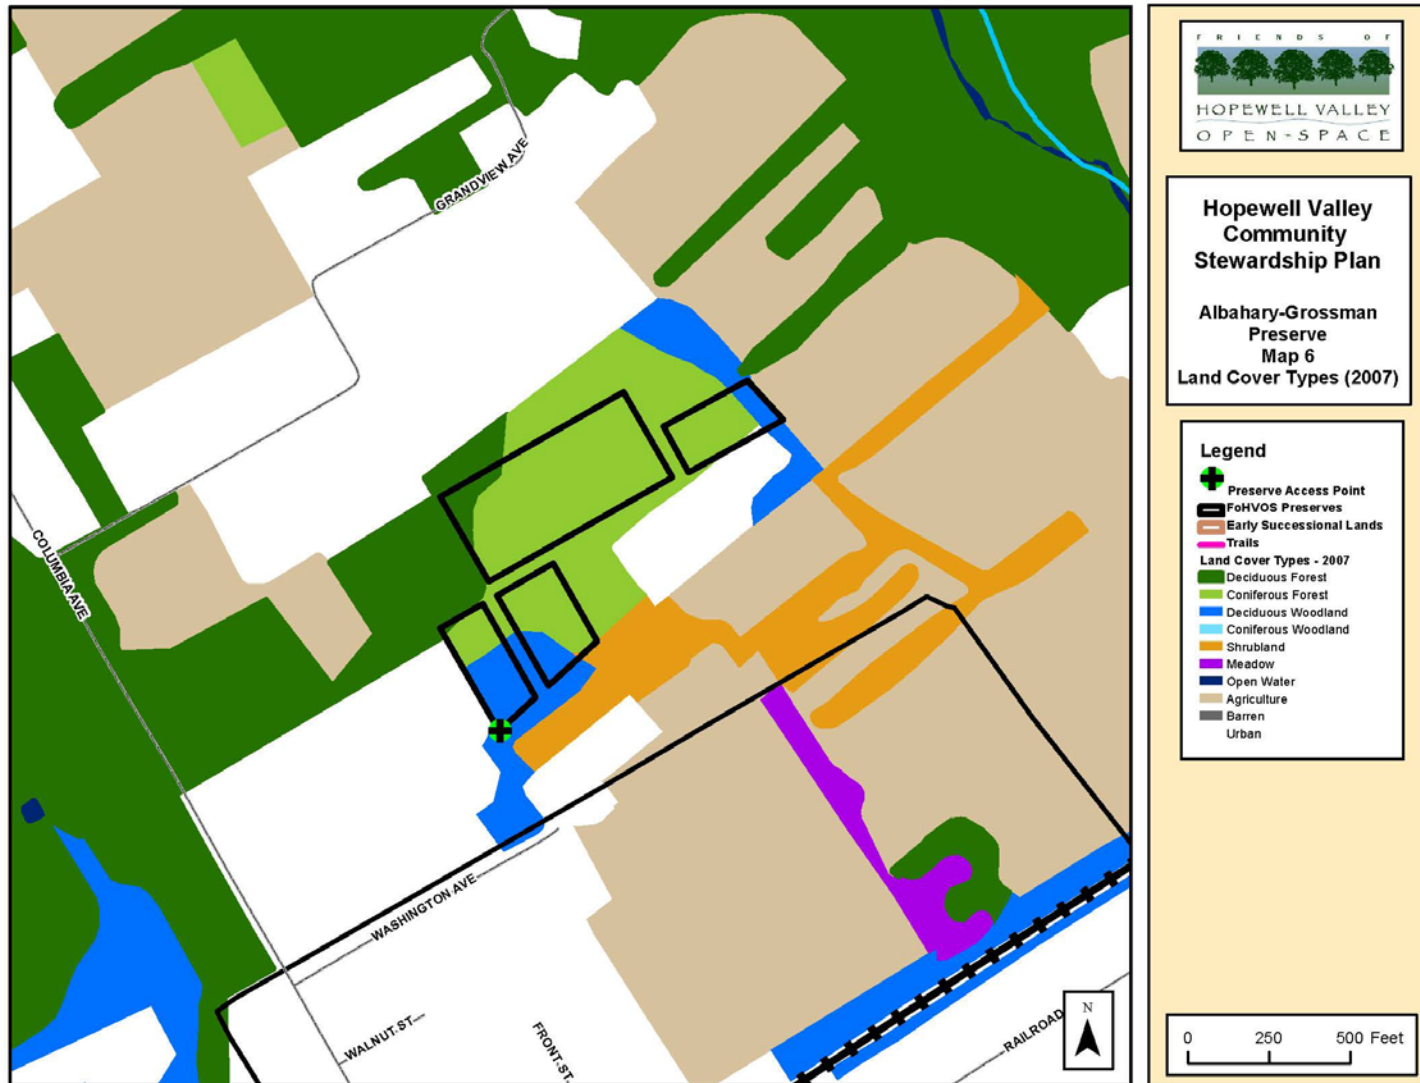 GRANDVIEW AVE
COLUMBIA AVE
WASHINGTON AVE
WALNUT ST.
FRONT ST.
RAILROAD
N
FRIENDS OF
HOPEWELL VALLEY
OPEN-SPACE
Hopewell Valley
Community
Stewardship Plan
Albahary-Grossman
Preserve
Map 6
Land Cover Types (2007)
Legend
Preserve Access Point
FoHVOS Preserves
Early Successional Lands
Trails
Land Cover Types - 2007
Deciduous Forest
Coniferous Forest
Deciduous Woodland
Coniferous Woodland
Shrubland
Meadow
Open Water
Agriculture
Barren
Urban
0 250 500 Feet